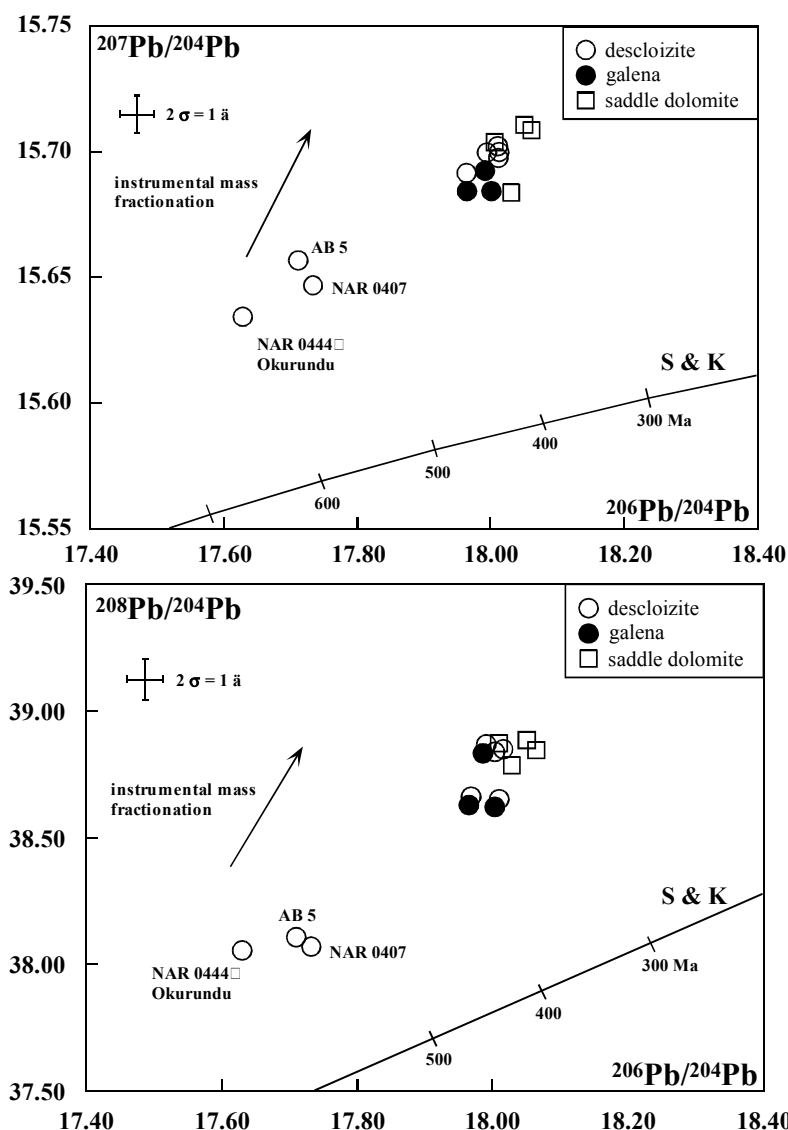 15.75
²⁰⁷Pb/²⁰⁴Pb
descloizite
galena
saddle dolomite
2 σ = 1 ä
15.70
instrumental mass
fractionation
AB 5
15.65
NAR 0407
NAR 0444□
Okurundu
S & K
15.60
300 Ma
400
500
600
²⁰⁶Pb/²⁰⁴Pb
15.55
17.40
17.60
17.80
18.00
18.20
18.40
39.50
²⁰⁸Pb/²⁰⁴Pb
descloizite
galena
saddle dolomite
2 σ = 1 ä
39.00
instrumental mass
fractionation
38.50
S & K
AB 5
NAR 0407
38.00
NAR 0444□
Okurundu
300 Ma
400
500
²⁰⁶Pb/²⁰⁴Pb
37.50
17.40
17.60
17.80
18.00
18.20
18.40